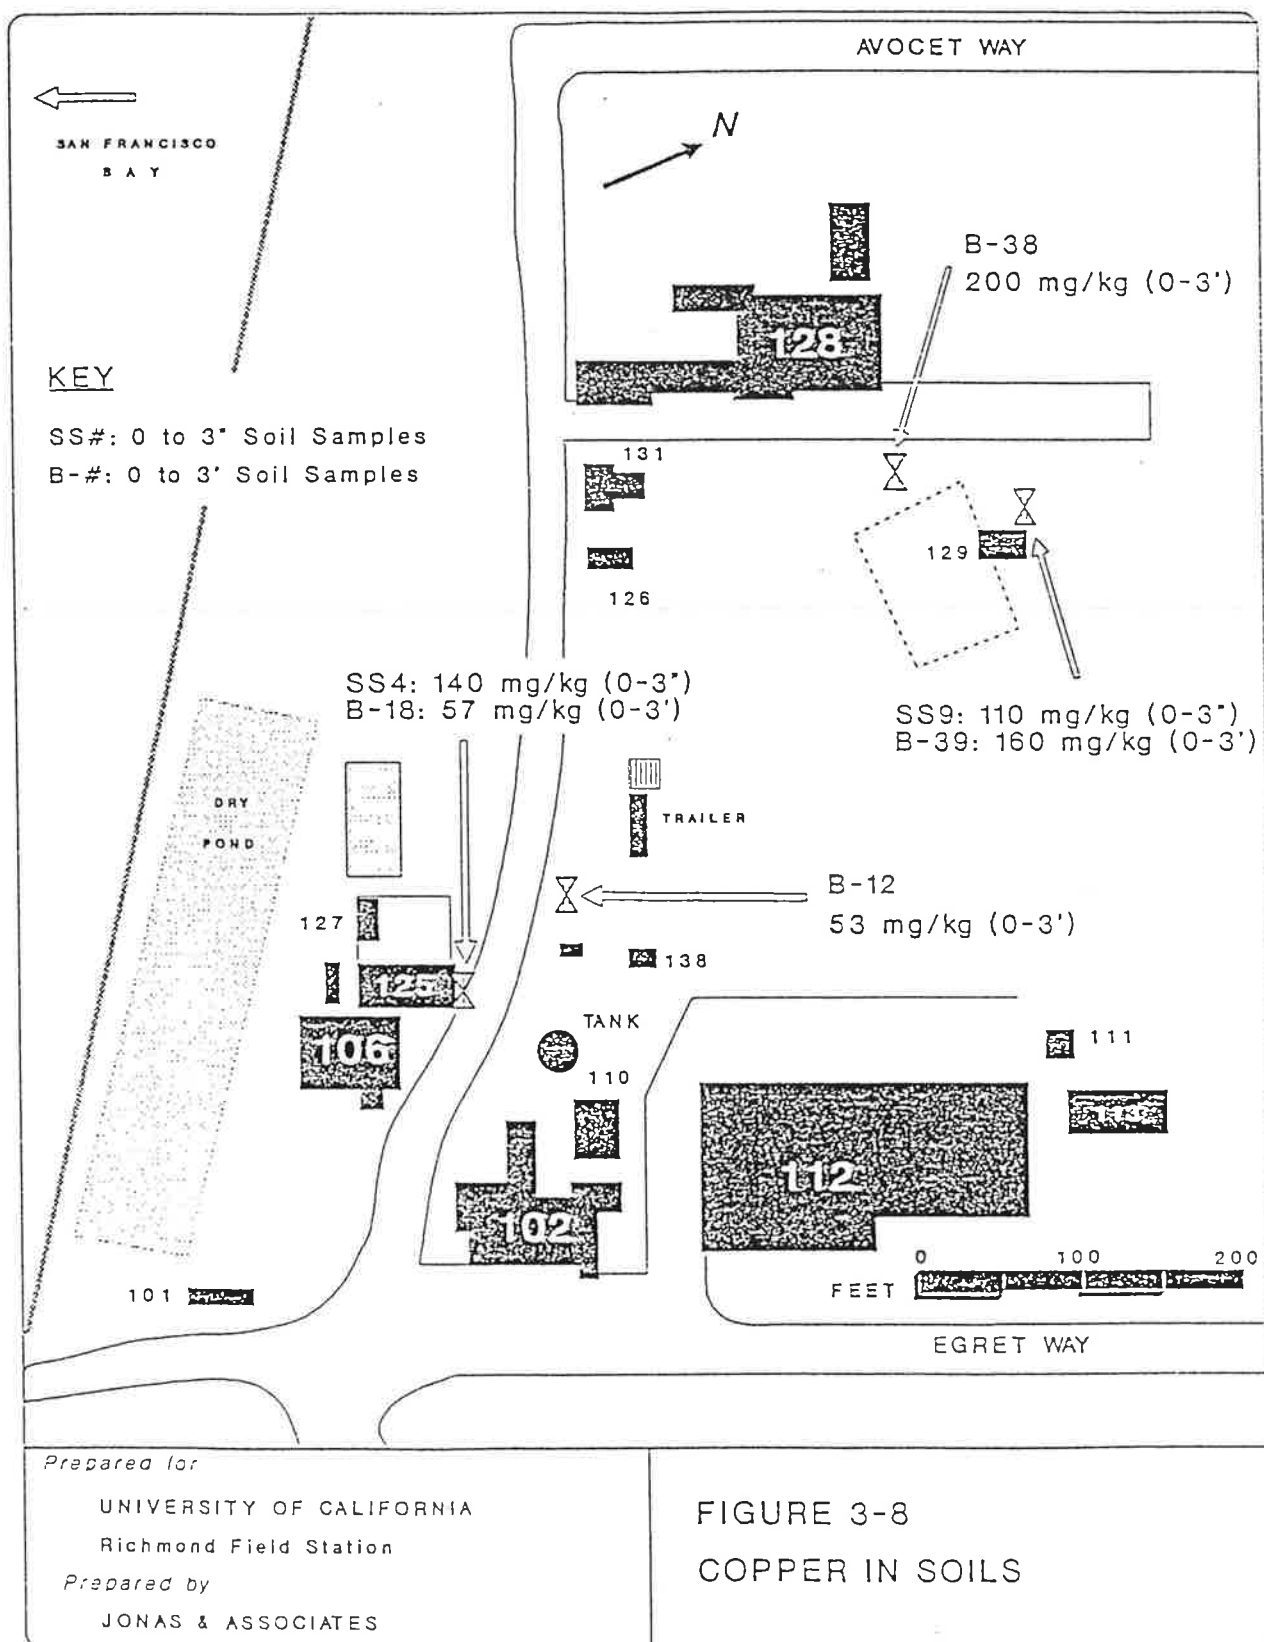 AVOCET WAY
SAN FRANCISCO
BAY
N
B-38
200 mg/kg (0-3')
128
KEY
SS#: 0 to 3" Soil Samples
B-#: 0 to 3' Soil Samples
131
129
126
SS4: 140 mg/kg (0-3")
B-18: 57 mg/kg (0-3')
SS9: 110 mg/kg (0-3")
B-39: 160 mg/kg (0-3')
DRY
POND
TRAILER
B-12
53 mg/kg (0-3')
127
138
125
TANK
106
111
110
112
102
0 100 200
FEET
101
EGRET WAY
Prepared for
UNIVERSITY OF CALIFORNIA
Richmond Field Station
Prepared by
JONAS & ASSOCIATES
FIGURE 3-8
COPPER IN SOILS